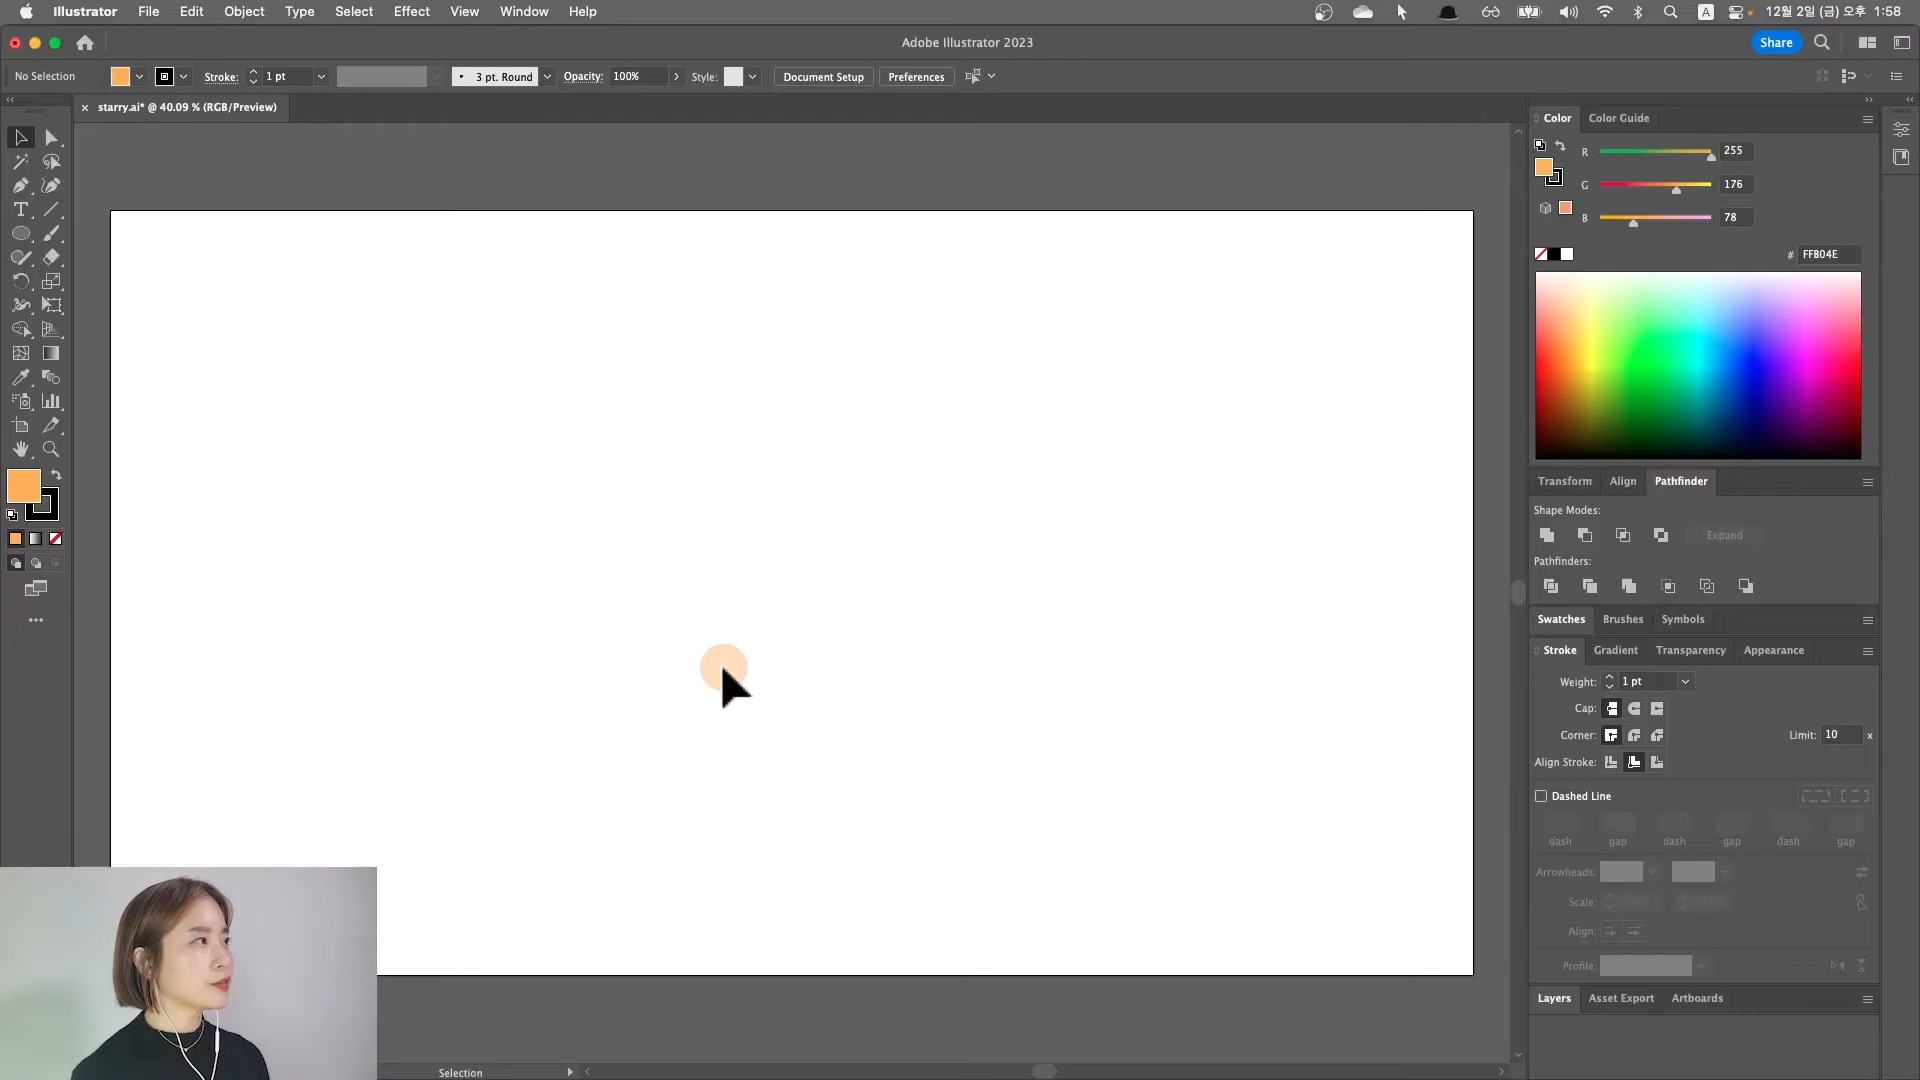 Illustrator File Edit Object Type Select Effect View Window Help
A 12월 2일 (금) 오후 1:58
Adobe Illustrator 2023
Share
No Selection
Stroke: 1 pt
3 pt. Round
Opacity: 100%
Style:
Document Setup
Preferences
× starry.ai* @ 40.09 % (RGB/Preview)
Color Color Guide
R 255
G 176
B 78
# FFB04E
Transform Align Pathfinder
Shape Modes:
Expand
Pathfinders:
Swatches Brushes Symbols
Stroke Gradient Transparency Appearance
Weight: 1 pt
Cap:
Corner: Limit: 10 x
Align Stroke:
Dashed Line
dash gap dash gap dash gap
Arrowheads:
Scale:
Align:
Profile:
Layers Asset Export Artboards
Selection